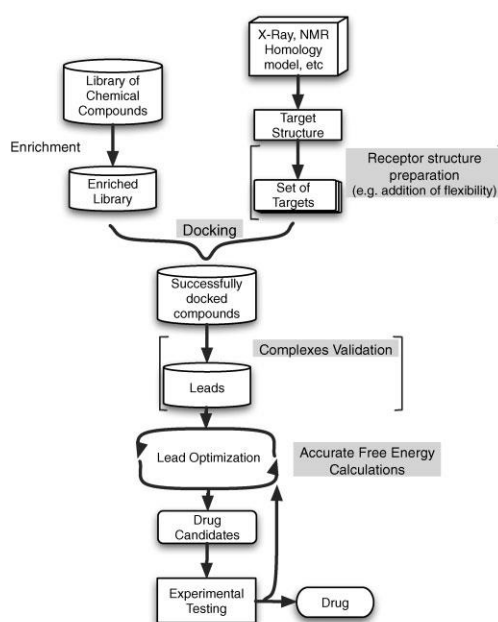 X-Ray, NMR
Homology
model, etc
Library of
Chemical
Compounds
Target
Structure
Enrichment
Receptor structure
preparation
(e.g. addition of flexibility)
Enriched
Library
Set of
Targets
Docking
Successfully
docked
compounds
Complexes Validation
Leads
Lead Optimization
Accurate Free Energy
Calculations
Drug
Candidates
Experimental
Testing
Drug